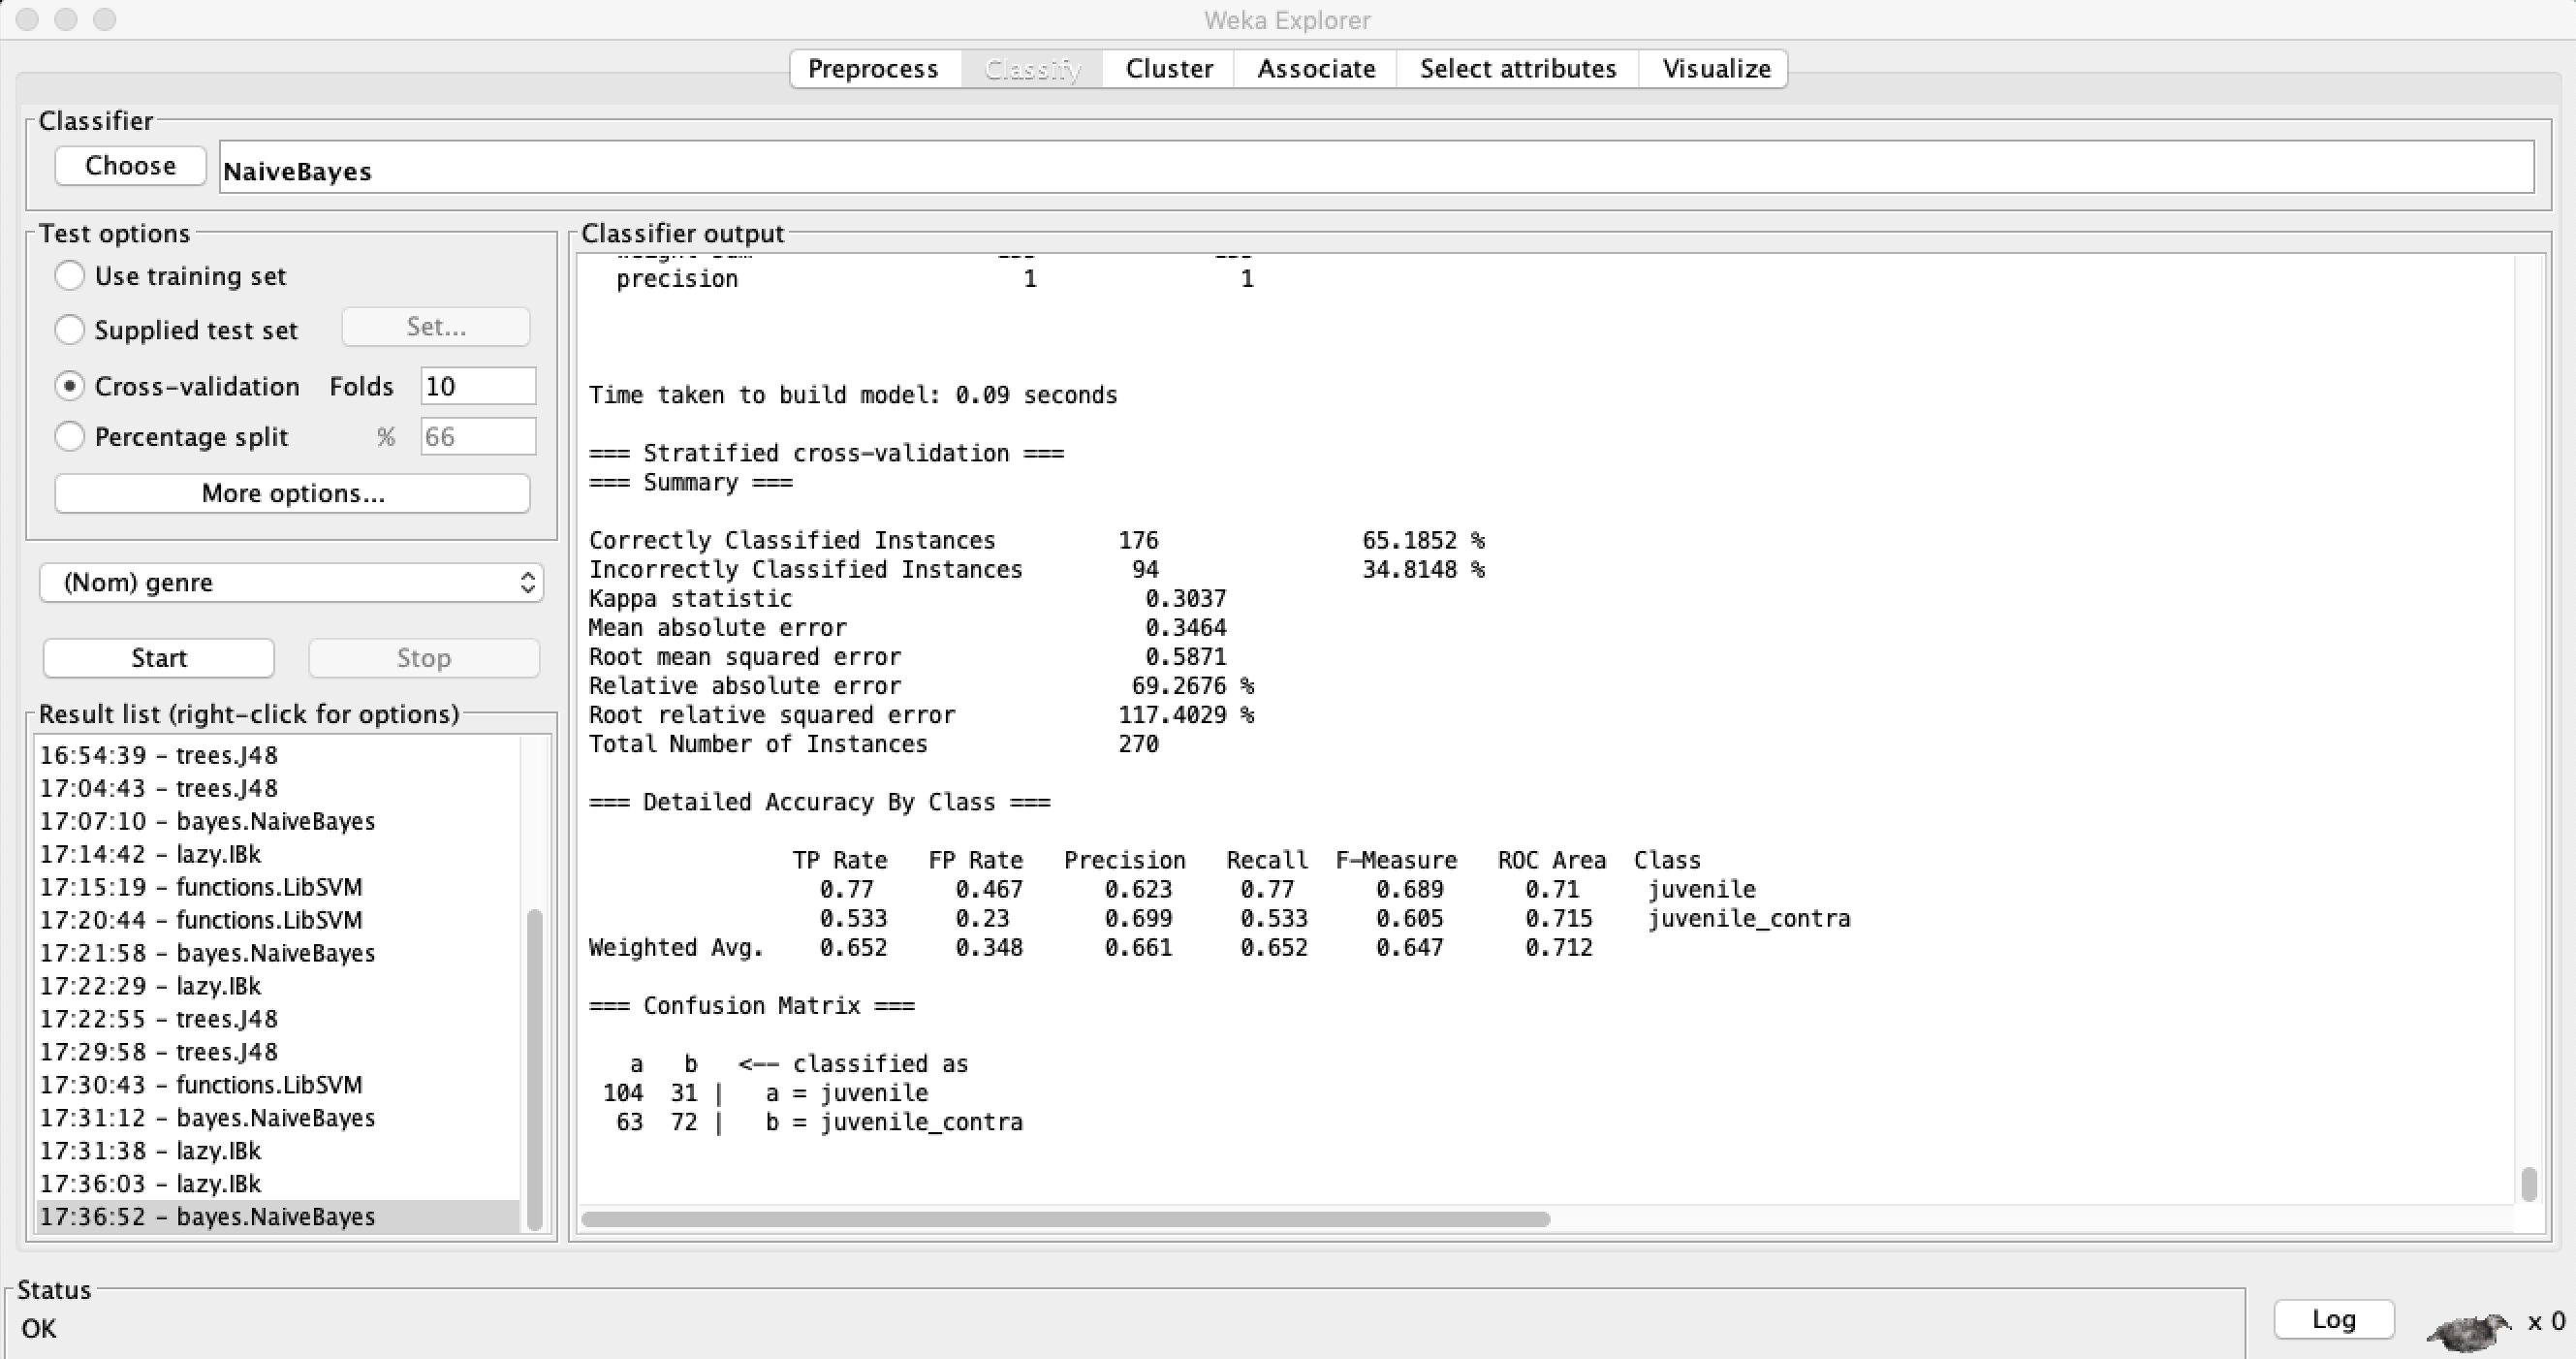 Weka Explorer
Preprocess Classify Cluster Associate Select attributes Visualize
Classifier
Choose NaiveBayes
Test options
Use training set
Supplied test set Set...
Cross-validation Folds 10
Percentage split % 66
More options...
(Nom) genre
Start Stop
Result list (right-click for options)
16:54:39 - trees.J48
17:04:43 - trees.J48
17:07:10 - bayes.NaiveBayes
17:14:42 - lazy.IBk
17:15:19 - functions.LibSVM
17:20:44 - functions.LibSVM
17:21:58 - bayes.NaiveBayes
17:22:29 - lazy.IBk
17:22:55 - trees.J48
17:29:58 - trees.J48
17:30:43 - functions.LibSVM
17:31:12 - bayes.NaiveBayes
17:31:38 - lazy.IBk
17:36:03 - lazy.IBk
17:36:52 - bayes.NaiveBayes
Classifier output
precision 1 1
Time taken to build model: 0.09 seconds
=== Stratified cross-validation ===
=== Summary ===
Correctly Classified Instances 176 65.1852 %
Incorrectly Classified Instances 94 34.8148 %
Kappa statistic 0.3037
Mean absolute error 0.3464
Root mean squared error 0.5871
Relative absolute error 69.2676 %
Root relative squared error 117.4029 %
Total Number of Instances 270
=== Detailed Accuracy By Class ===
TP Rate FP Rate Precision Recall F-Measure ROC Area Class
0.77 0.467 0.623 0.77 0.689 0.71 juvenile
0.533 0.23 0.699 0.533 0.605 0.715 juvenile_contra
Weighted Avg. 0.652 0.348 0.661 0.652 0.647 0.712
=== Confusion Matrix ===
a b <-- classified as
104 31 | a = juvenile
63 72 | b = juvenile_contra
Status
OK
Log x 0